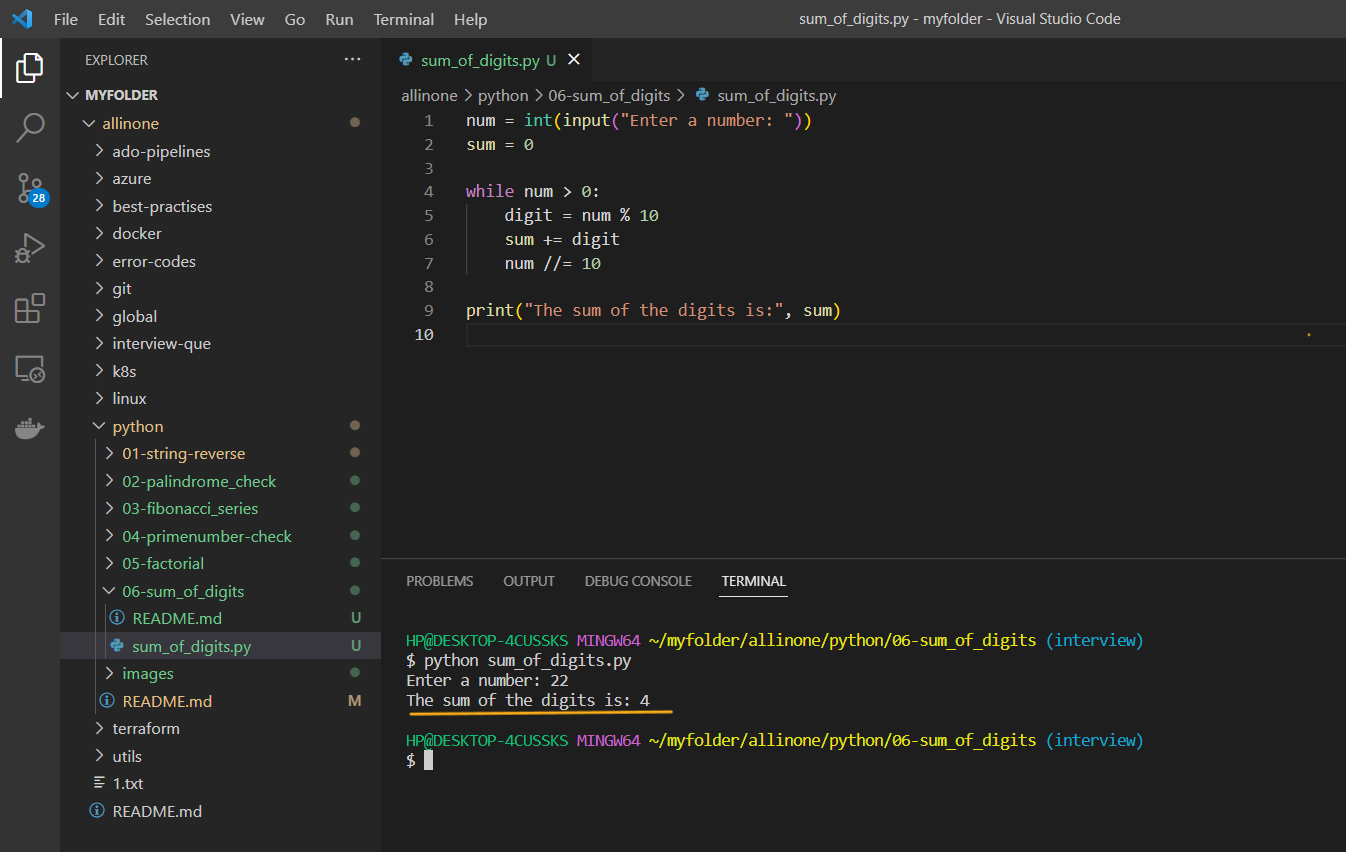 File Edit Selection View Go Run Terminal Help
sum_of_digits.py - myfolder - Visual Studio Code
28
EXPLORER
MYFOLDER
allinone
ado-pipelines
azure
best-practises
docker
error-codes
git
global
interview-que
k8s
linux
python
01-string-reverse
02-palindrome_check
03-fibonacci_series
04-primenumber-check
05-factorial
06-sum_of_digits
README.md U
sum_of_digits.py U
images
README.md M
terraform
utils
1.txt
README.md
sum_of_digits.py U
allinone > python > 06-sum_of_digits > sum_of_digits.py
1 num = int(input("Enter a number: "))
2 sum = 0
3
4 while num > 0:
5     digit = num % 10
6     sum += digit
7     num //= 10
8
9 print("The sum of the digits is:", sum)
10
PROBLEMS OUTPUT DEBUG CONSOLE TERMINAL
HP@DESKTOP-4CUSSKS MINGW64 ~/myfolder/allinone/python/06-sum_of_digits (interview)
$ python sum_of_digits.py
Enter a number: 22
The sum of the digits is: 4
HP@DESKTOP-4CUSSKS MINGW64 ~/myfolder/allinone/python/06-sum_of_digits (interview)
$